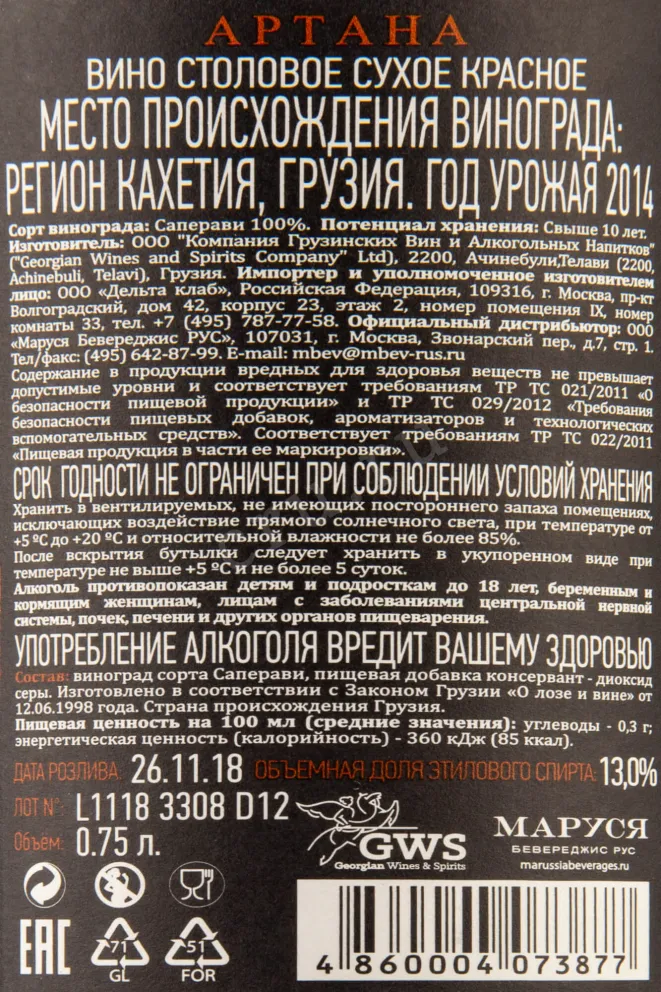 АРТАНА
ВИНО СТОЛОВОЕ СУХОЕ КРАСНОЕ
МЕСТО ПРОИСХОЖДЕНИЯ ВИНОГРАДА:
РЕГИОН КАХЕТИЯ, ГРУЗИЯ. ГОД УРОЖАЯ 2014
Сорт винограда: Саперави 100%. Потенциал хранения: Свыше 10 лет.
Изготовитель: ООО "Компания Грузинских Вин и Алкогольных Напитков"
("Georgian Wines and Spirits Company" Ltd), 2200, Ачинебули,Телави (2200,
Achinebuli, Telavi), Грузия. Импортер и уполномоченное изготовителем
лицо: ООО «Дельта клаб», Российская Федерация, 109316, г. Москва, пр-кт
Волгоградский, дом 42, корпус 23, этаж 2, номер помещения IX, номер
комнаты 33, тел. +7 (495) 787-77-58. Официальный дистрибьютор: ООО
«Маруся Бевереджис РУС», 107031, г. Москва, Звонарский пер., д.7, стр. 1.
Тел/факс: (495) 642-87-99. E-mail: mbev@mbev-rus.ru
Содержание в продукции вредных для здоровья веществ не превышает
допустимые уровни и соответствует требованиям ТР ТС 021/2011 «О
безопасности пищевой продукции» и ТР ТС 029/2012 «Требования
безопасности пищевых добавок, ароматизаторов и технологических
вспомогательных средств». Соответствует требованиям ТР ТС 022/2011
«Пищевая продукция в части ее маркировки».
СРОК ГОДНОСТИ НЕ ОГРАНИЧЕН ПРИ СОБЛЮДЕНИИ УСЛОВИЙ ХРАНЕНИЯ
Хранить в вентилируемых, не имеющих постороннего запаха помещениях,
исключающих воздействие прямого солнечного света, при температуре от
+5 ºС до +20 ºС и относительной влажности не более 85%.
После вскрытия бутылки следует хранить в укупоренном виде при
температуре не выше +5 ºС и не более 5 суток.
Алкоголь противопоказан детям и подросткам до 18 лет, беременным и
кормящим женщинам, лицам с заболеваниями центральной нервной
системы, почек, печени и других органов пищеварения.
УПОТРЕБЛЕНИЕ АЛКОГОЛЯ ВРЕДИТ ВАШЕМУ ЗДОРОВЬЮ
Состав: виноград сорта Саперави, пищевая добавка консервант - диоксид
серы. Изготовлено в соответствии с Законом Грузии «О лозе и вине» от
12.06.1998 года. Страна происхождения Грузия.
Пищевая ценность на 100 мл (средние значения): углеводы - 0,3 г;
энергетическая ценность (калорийность) - 360 кДж (85 ккал).
ДАТА РОЗЛИВА: 26.11.18 ОБЪЕМНАЯ ДОЛЯ ЭТИЛОВОГО СПИРТА: 13,0%
ЛОТ №: L1118 3308 D12
Объём: 0.75 л.
GWS
Georgian Wines & Spirits
МАРУСЯ
БЕВЕРЕДЖИС РУС
marussiabeverages.ru
EAC
71
GL
51
FOR
4 860004 073877